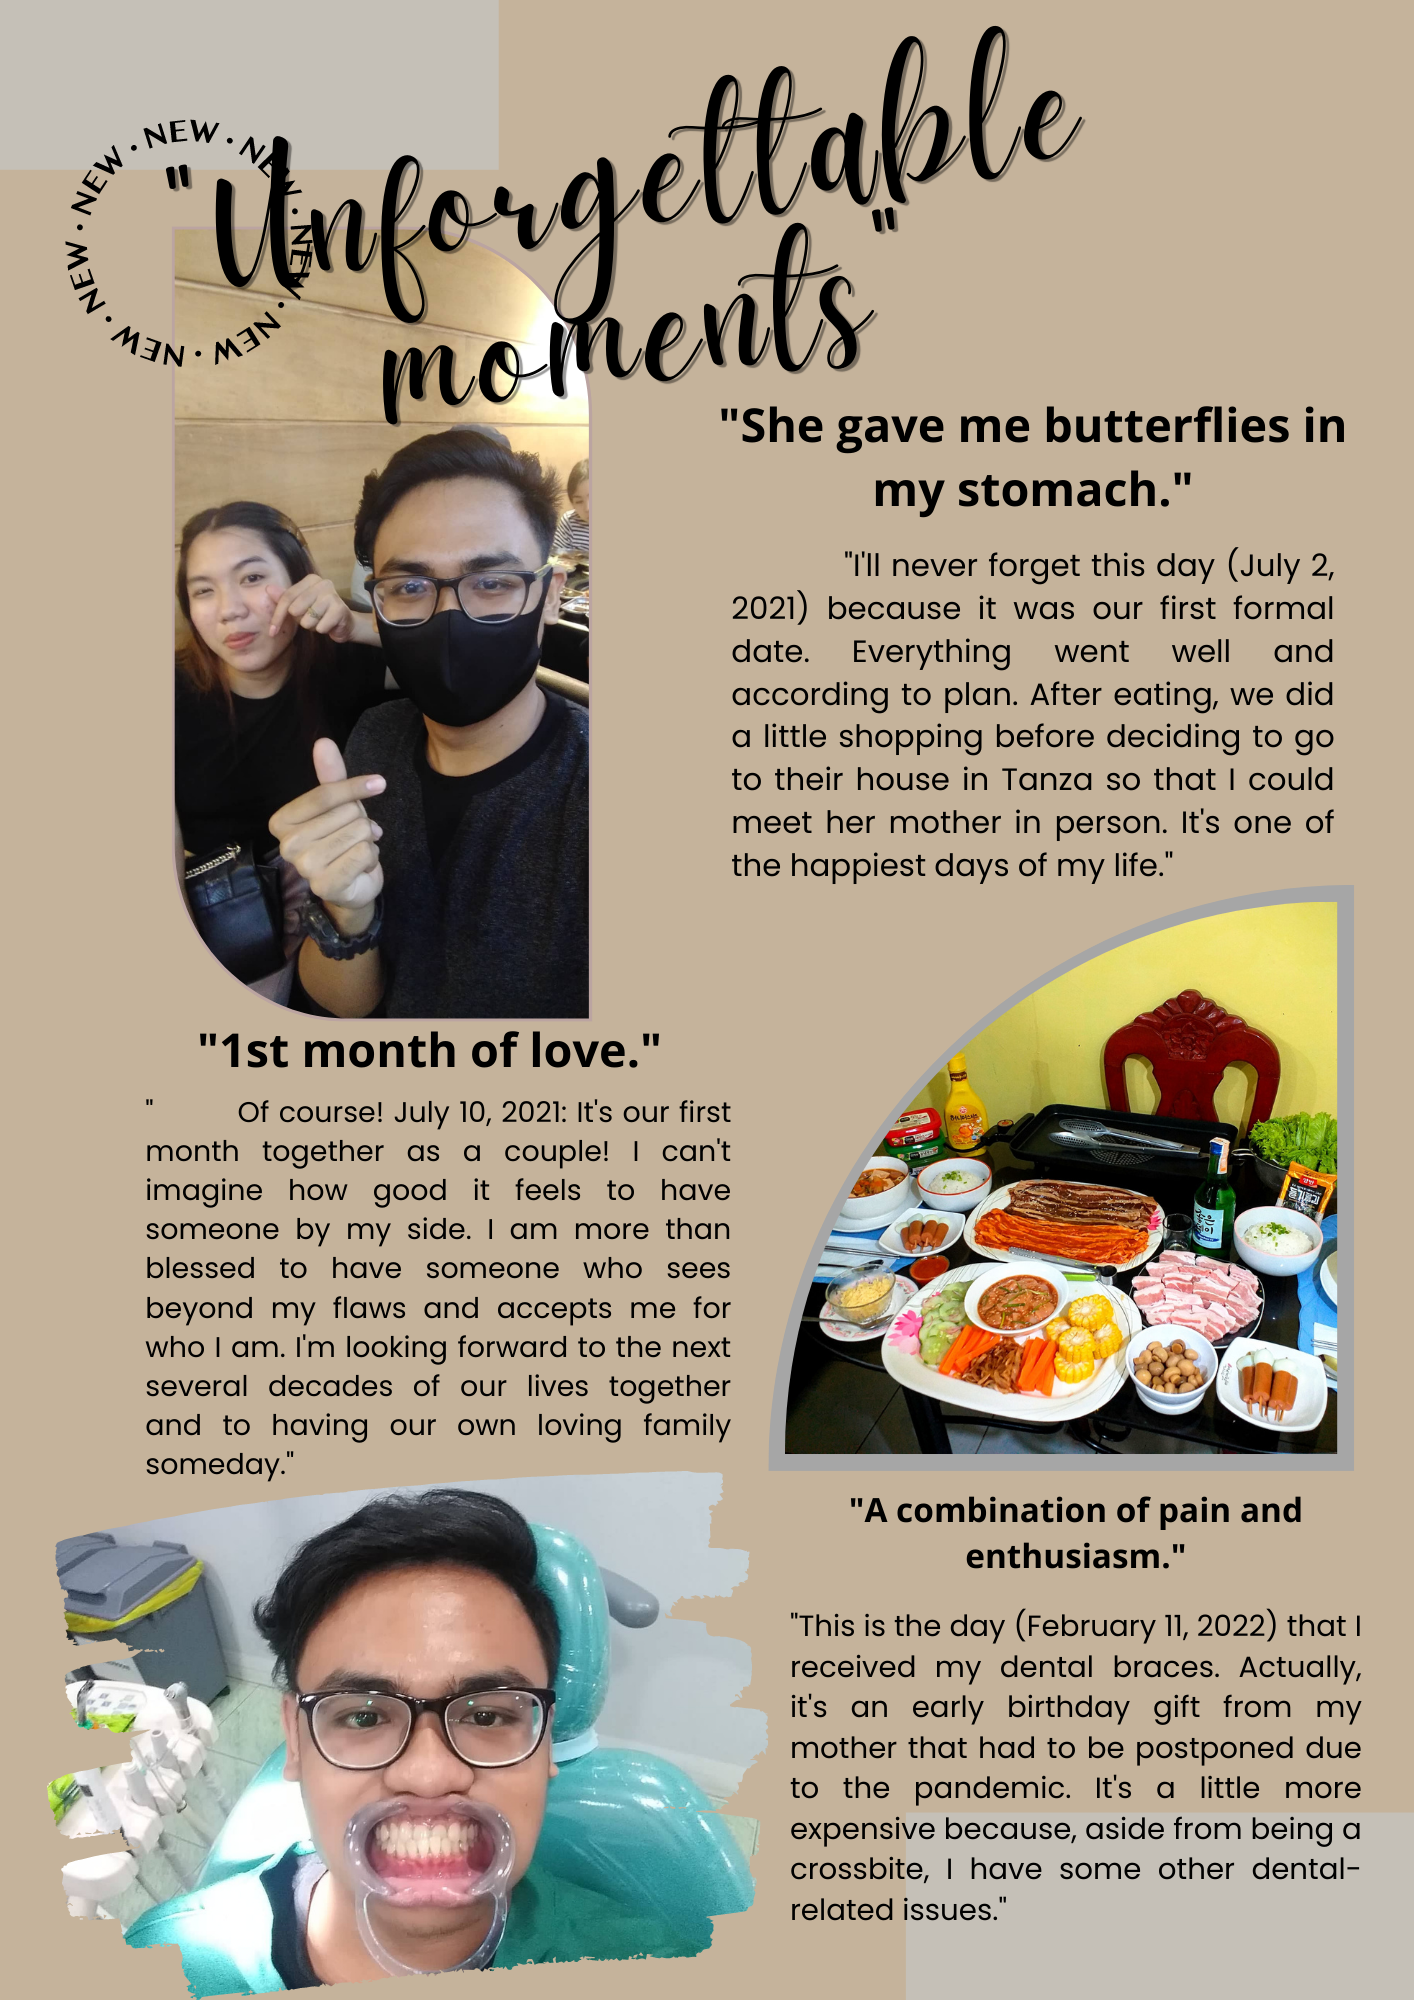 NEW · NEW · NEW · NEW · NEW · NEW · NEW · NEW ·
"Unforgettable
moments"
"She gave me butterflies in
my stomach."
"I'll never forget this day (July 2,
2021) because it was our first formal
date. Everything went well and
according to plan. After eating, we did
a little shopping before deciding to go
to their house in Tanza so that I could
meet her mother in person. It's one of
the happiest days of my life."
"1st month of love."
" Of course! July 10, 2021: It's our first
month together as a couple! I can't
imagine how good it feels to have
someone by my side. I am more than
blessed to have someone who sees
beyond my flaws and accepts me for
who I am. I'm looking forward to the next
several decades of our lives together
and to having our own loving family
someday."
"A combination of pain and
enthusiasm."
"This is the day (February 11, 2022) that I
received my dental braces. Actually,
it's an early birthday gift from my
mother that had to be postponed due
to the pandemic. It's a little more
expensive because, aside from being a
crossbite, I have some other dental-
related issues."